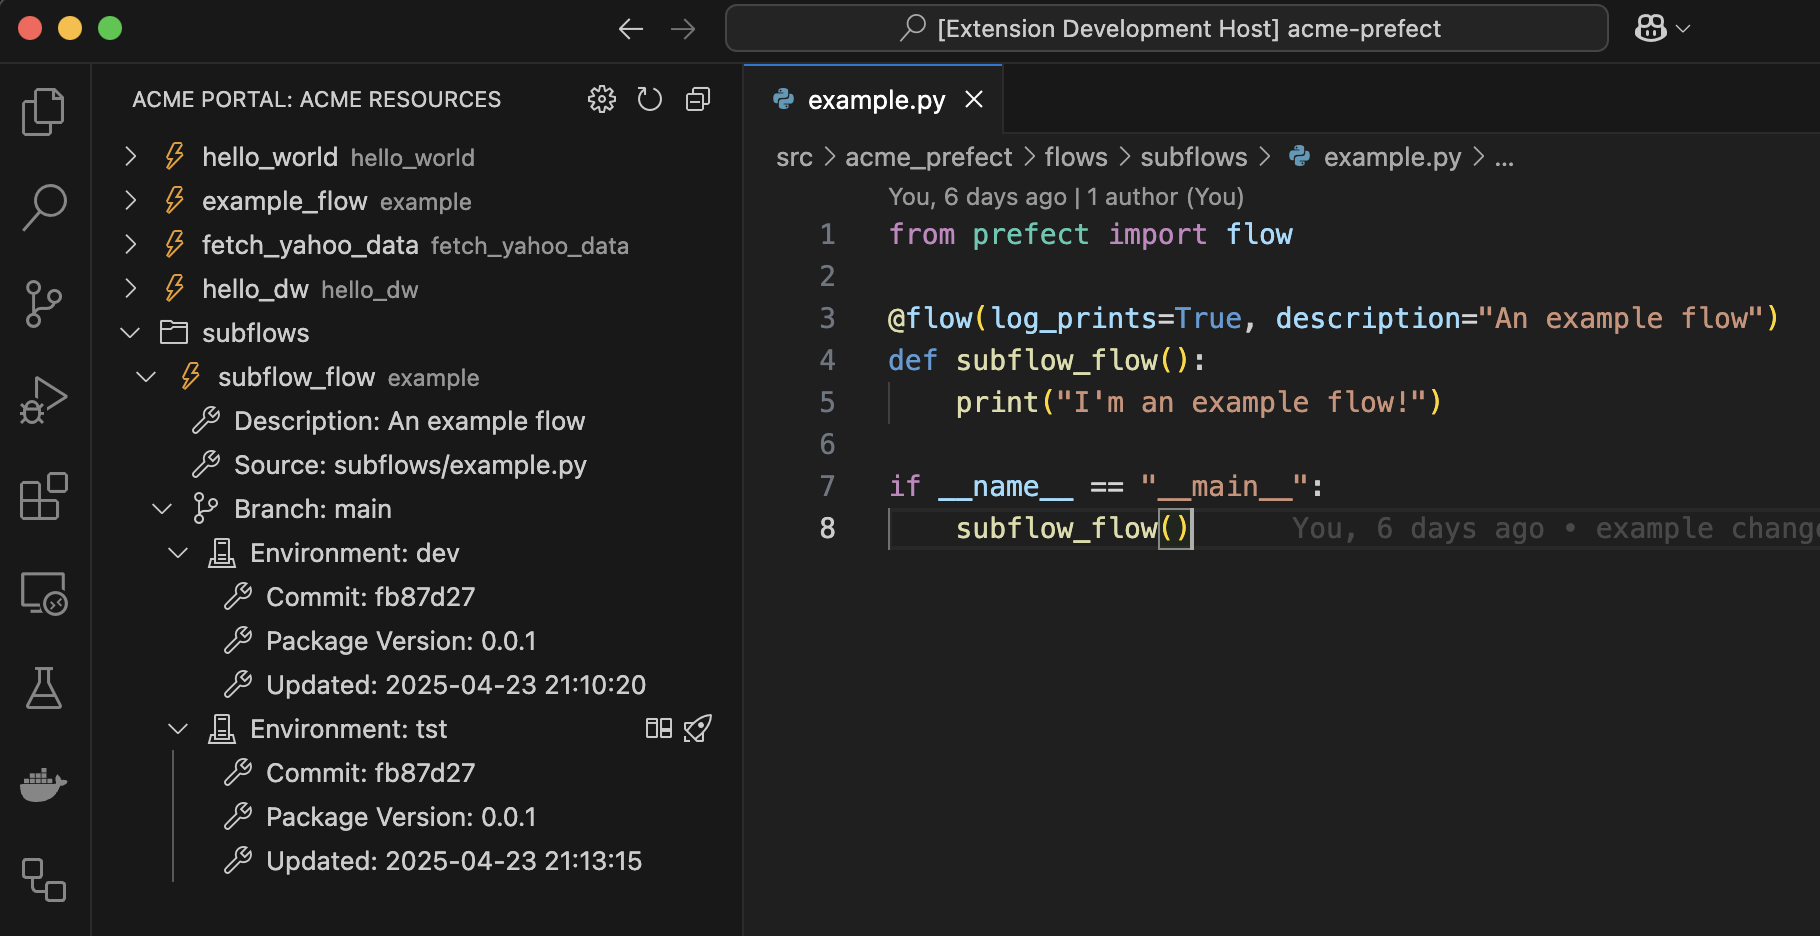 [Extension Development Host] acme-prefect
ACME PORTAL: ACME RESOURCES
hello_world hello_world
example_flow example
fetch_yahoo_data fetch_yahoo_data
hello_dw hello_dw
subflows
subflow_flow example
Description: An example flow
Source: subflows/example.py
Branch: main
Environment: dev
Commit: fb87d27
Package Version: 0.0.1
Updated: 2025-04-23 21:10:20
Environment: tst
Commit: fb87d27
Package Version: 0.0.1
Updated: 2025-04-23 21:13:15
example.py
src > acme_prefect > flows > subflows > example.py > ...
You, 6 days ago | 1 author (You)
1 from prefect import flow
2
3 @flow(log_prints=True, description="An example flow")
4 def subflow_flow():
5     print("I'm an example flow!")
6
7 if __name__ == "__main__":
8     subflow_flow() You, 6 days ago • example change